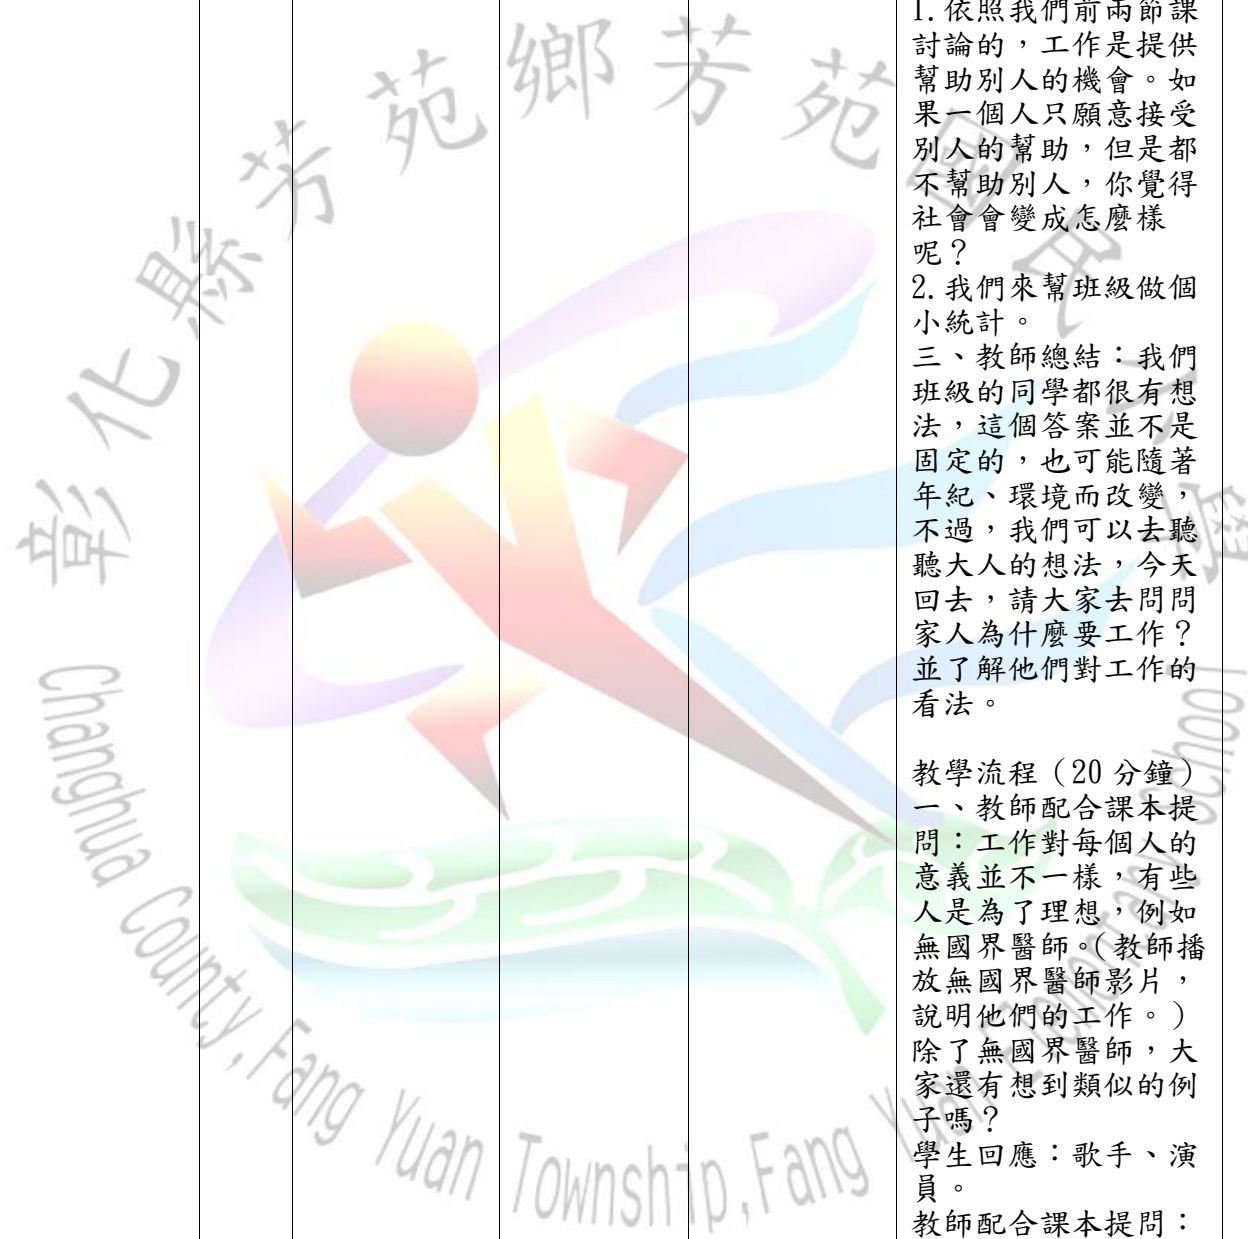 彰化縣芳苑鄉芳苑國民小學
Changhua County, Fang Yuan Township, Fang Yuan Elementary School
1.依照我們前兩節課
討論的，工作是提供
幫助別人的機會。如
果一個人只願意接受
別人的幫助，但是都
不幫助別人，你覺得
社會會變成怎麼樣
呢？
2.我們來幫班級做個
小統計。
三、教師總結：我們
班級的同學都很有想
法，這個答案並不是
固定的，也可能隨著
年紀、環境而改變，
不過，我們可以去聽
聽大人的想法，今天
回去，請大家去問問
家人為什麼要工作？
並了解他們對工作的
看法。
教學流程（20 分鐘）
一、教師配合課本提
問：工作對每個人的
意義並不一樣，有些
人是為了理想，例如
無國界醫師。（教師播
放無國界醫師影片，
說明他們的工作。）
除了無國界醫師，大
家還有想到類似的例
子嗎？
學生回應：歌手、演
員。
教師配合課本提問：